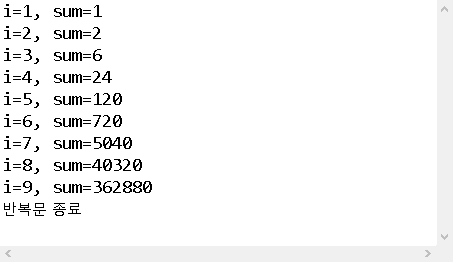 i=1, sum=1
i=2, sum=2
i=3, sum=6
i=4, sum=24
i=5, sum=120
i=6, sum=720
i=7, sum=5040
i=8, sum=40320
i=9, sum=362880
반복문 종료